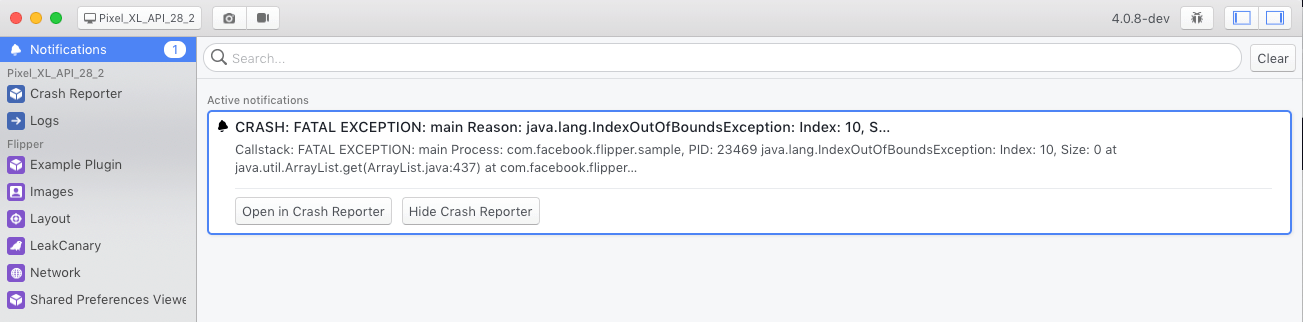 Pixel_XL_API_28_2
4.0.8-dev
Notifications 1
Pixel_XL_API_28_2
Crash Reporter
Logs
Flipper
Example Plugin
Images
Layout
LeakCanary
Network
Shared Preferences Viewe
Search...
Clear
Active notifications
CRASH: FATAL EXCEPTION: main Reason: java.lang.IndexOutOfBoundsException: Index: 10, S...
Callstack: FATAL EXCEPTION: main Process: com.facebook.flipper.sample, PID: 23469 java.lang.IndexOutOfBoundsException: Index: 10, Size: 0 at
java.util.ArrayList.get(ArrayList.java:437) at com.facebook.flipper...
Open in Crash Reporter
Hide Crash Reporter